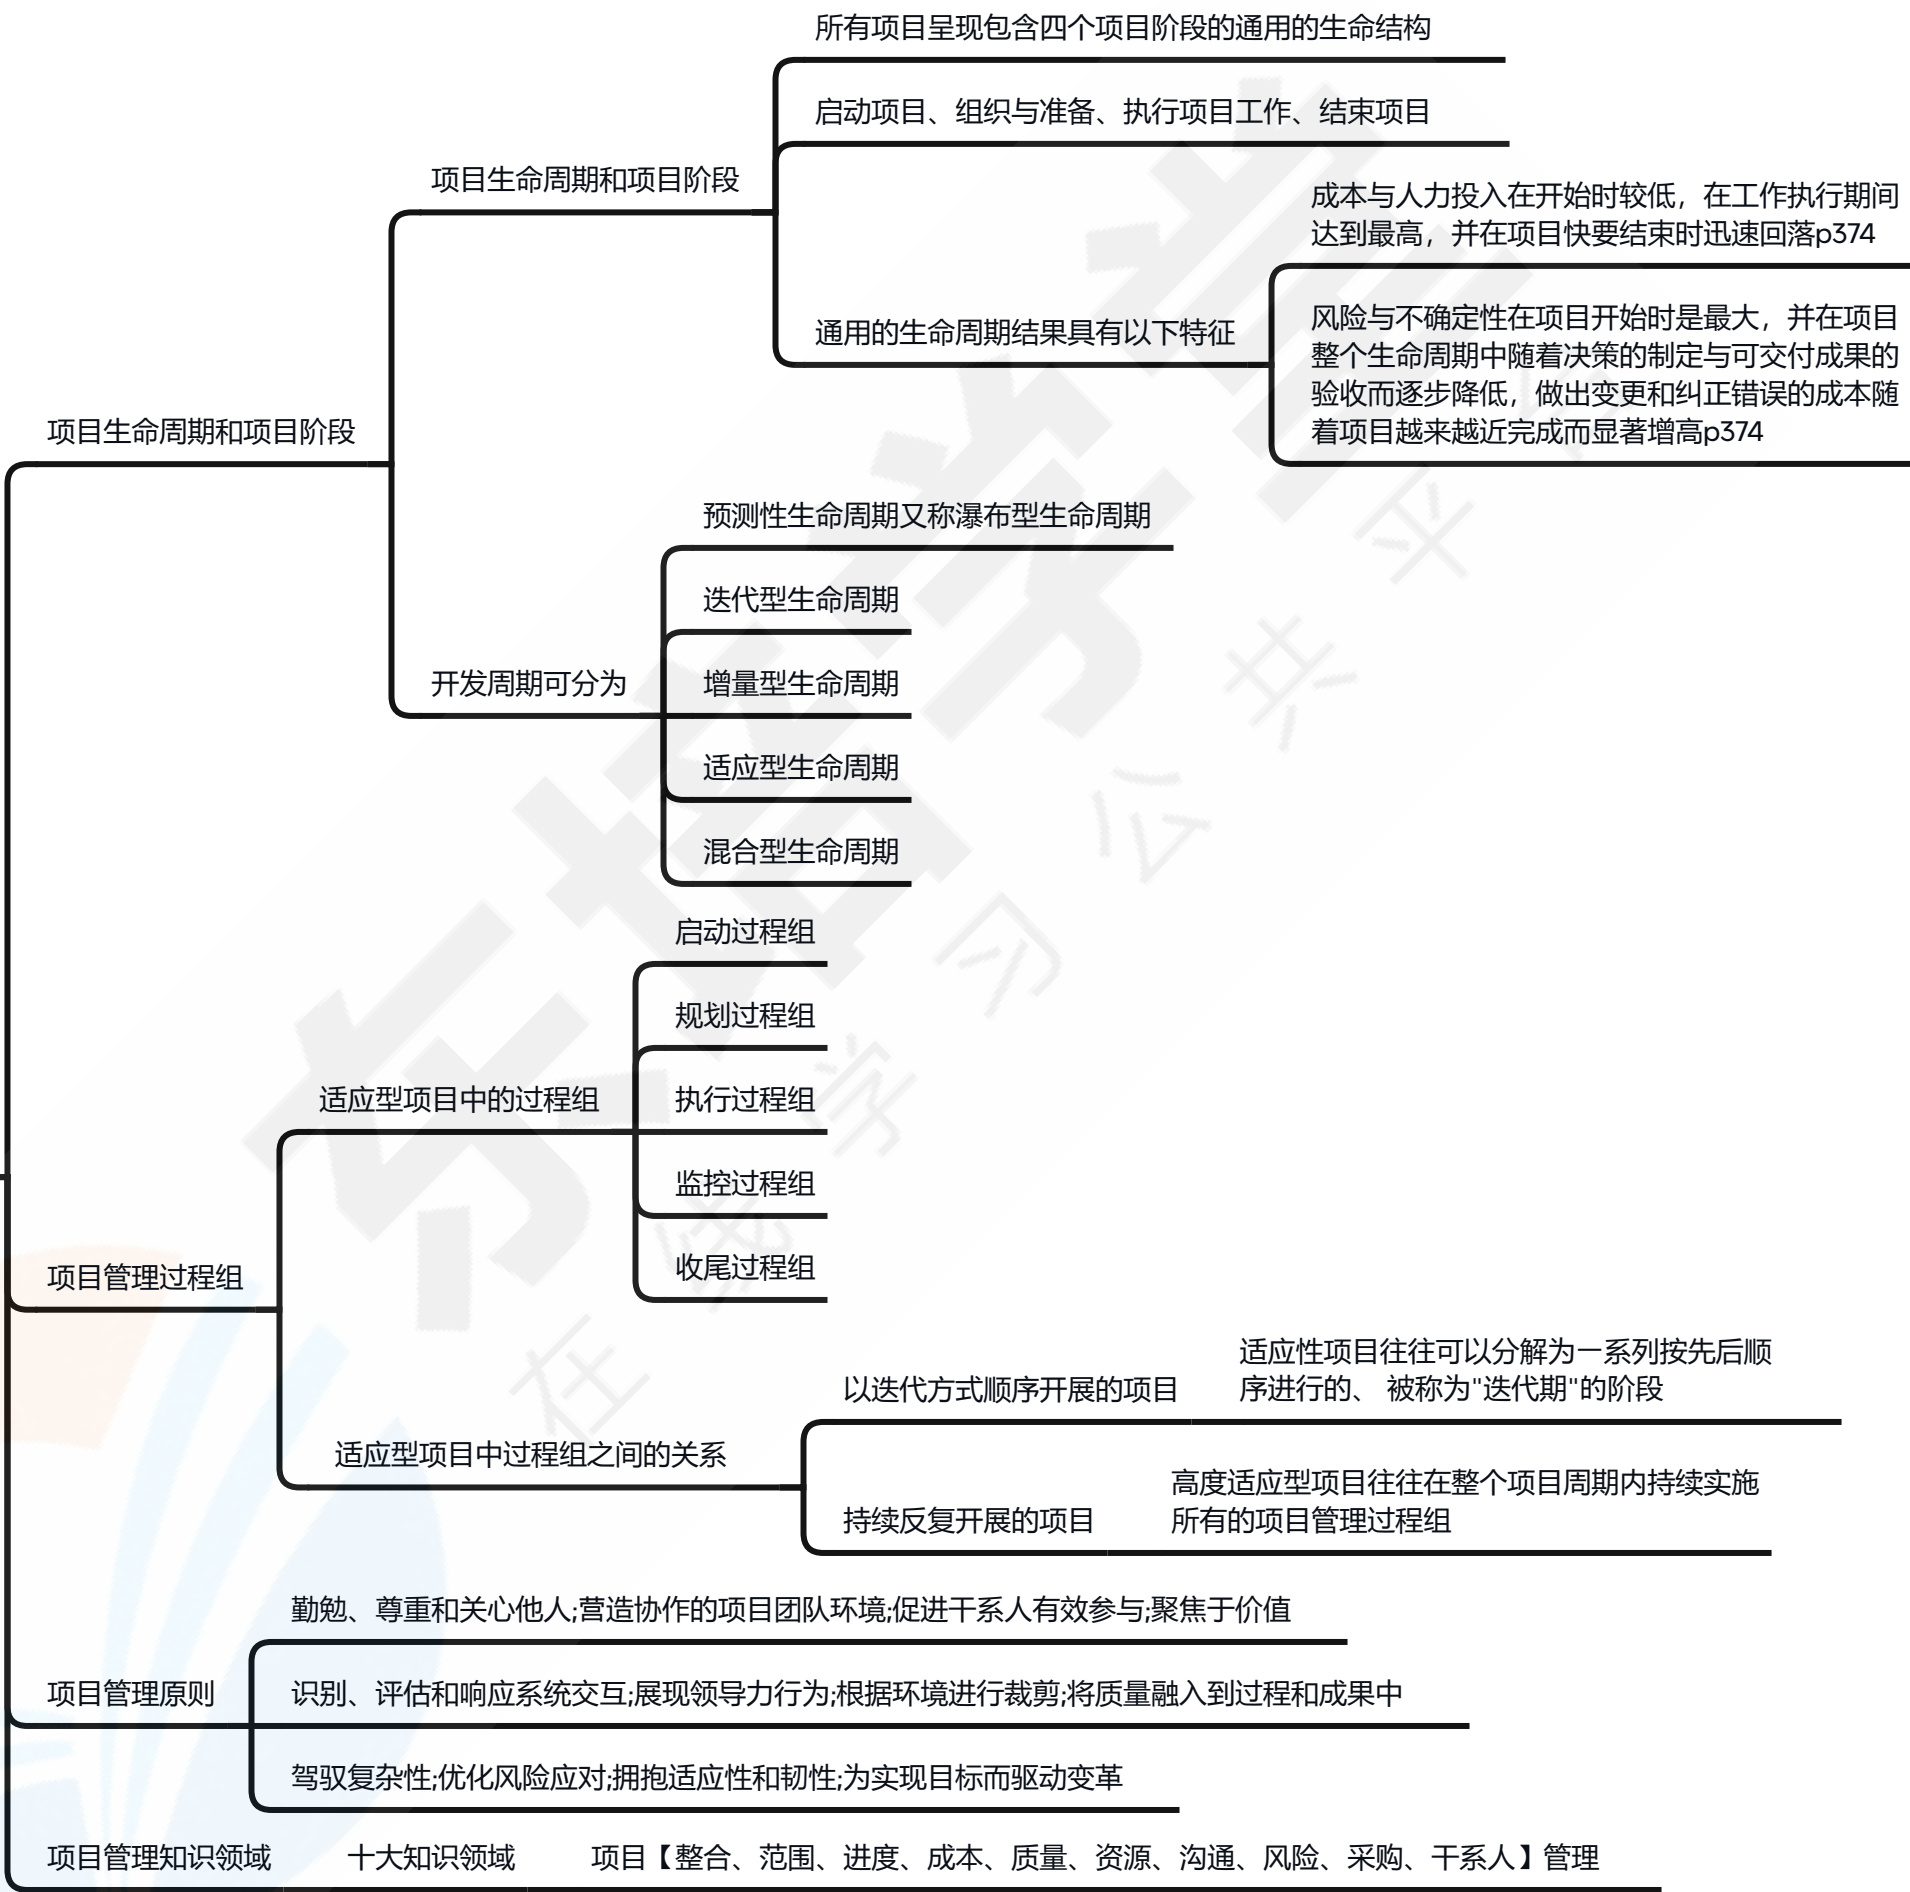 所有项目呈现包含四个项目阶段的通用的生命结构
启动项目、组织与准备、执行项目工作、结束项目
项目生命周期和项目阶段
成本与人力投入在开始时较低，在工作执行期间
达到最高，并在项目快要结束时迅速回落p374
通用的生命周期结果具有以下特征
风险与不确定性在项目开始时是最大，并在项目
整个生命周期中随着决策的制定与可交付成果的
验收而逐步降低，做出变更和纠正错误的成本随
着项目越来越近完成而显著增高p374
项目生命周期和项目阶段
预测性生命周期又称瀑布型生命周期
迭代型生命周期
开发周期可分为
增量型生命周期
适应型生命周期
混合型生命周期
启动过程组
规划过程组
适应型项目中的过程组
执行过程组
监控过程组
收尾过程组
项目管理过程组
以迭代方式顺序开展的项目
适应性项目往往可以分解为一系列按先后顺
序进行的、 被称为"迭代期"的阶段
适应型项目中过程组之间的关系
持续反复开展的项目
高度适应型项目往往在整个项目周期内持续实施
所有的项目管理过程组
勤勉、尊重和关心他人;营造协作的项目团队环境;促进干系人有效参与;聚焦于价值
项目管理原则
识别、评估和响应系统交互;展现领导力行为;根据环境进行裁剪;将质量融入到过程和成果中
驾驭复杂性;优化风险应对;拥抱适应性和韧性;为实现目标而驱动变革
项目管理知识领域
十大知识领域
项目【整合、范围、进度、成本、质量、资源、沟通、风险、采购、干系人】管理
东培学堂
在线学习公共平台